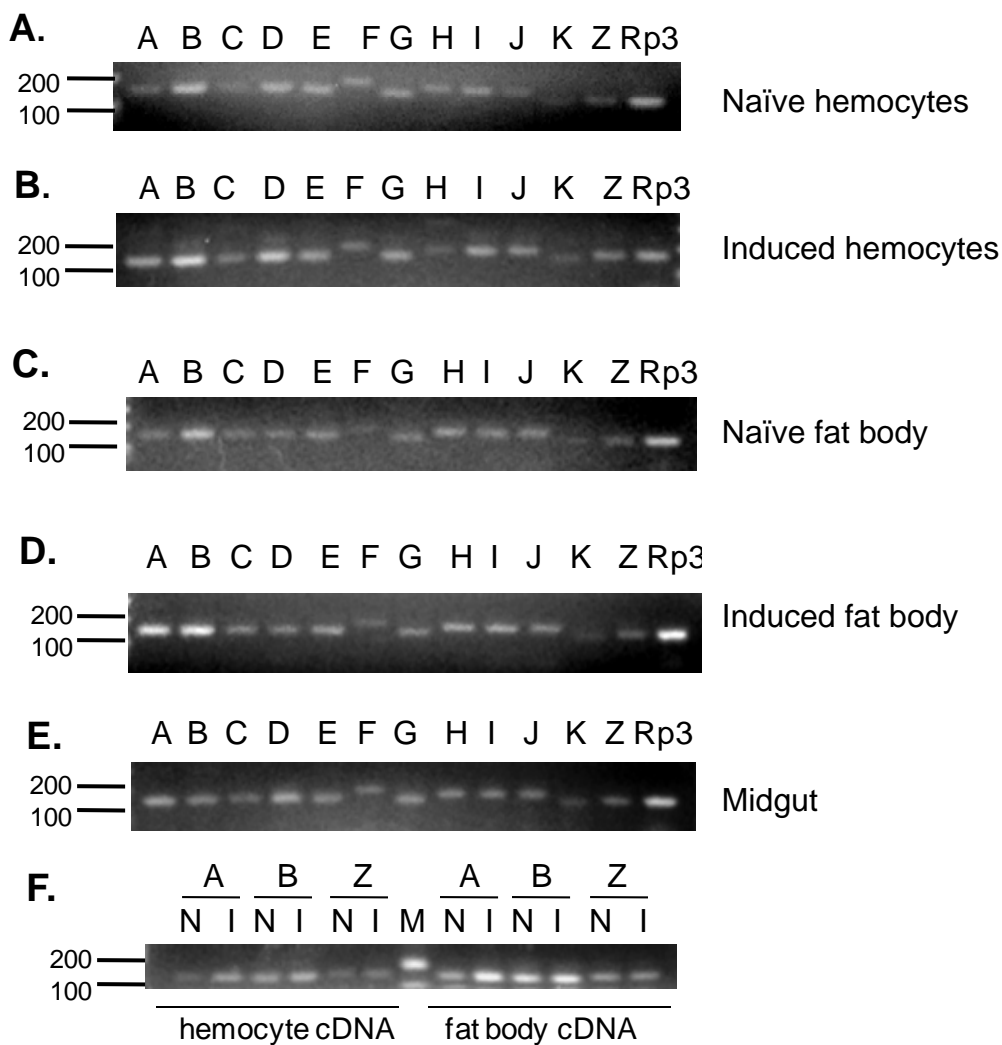 A.
A B C D E F G H I J K Z Rp3
200
100
Naïve hemocytes
B.
A B C D E F G H I J K Z Rp3
200
100
Induced hemocytes
C.
A B C D E F G H I J K Z Rp3
200
100
Naïve fat body
D.
A B C D E F G H I J K Z Rp3
200
100
Induced fat body
E.
A B C D E F G H I J K Z Rp3
200
100
Midgut
F.
A B Z A B Z
N I N I N I M N I N I N I
200
100
hemocyte cDNA fat body cDNA